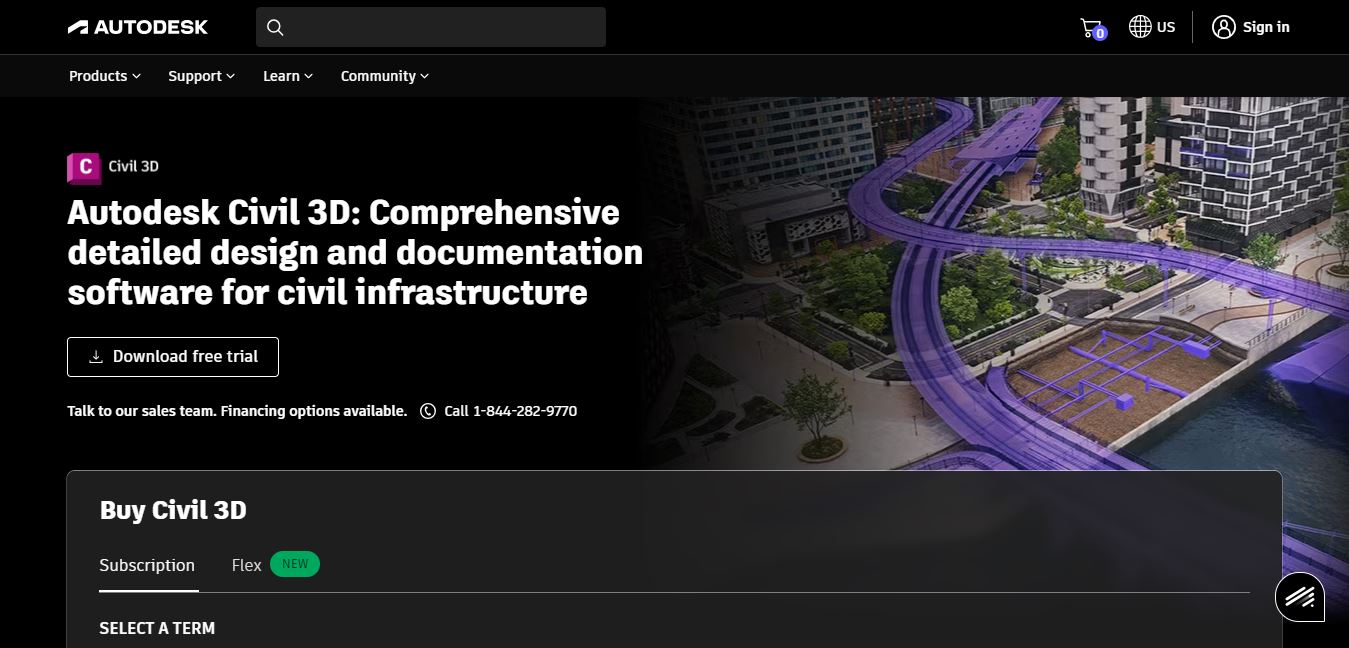 AUTODESK
0
US
Sign in
Products
Support
Learn
Community
C
Civil 3D
Autodesk Civil 3D: Comprehensive
detailed design and documentation
software for civil infrastructure
Download free trial
Talk to our sales team. Financing options available.
Call 1-844-282-9770
Buy Civil 3D
Subscription
Flex
NEW
SELECT A TERM